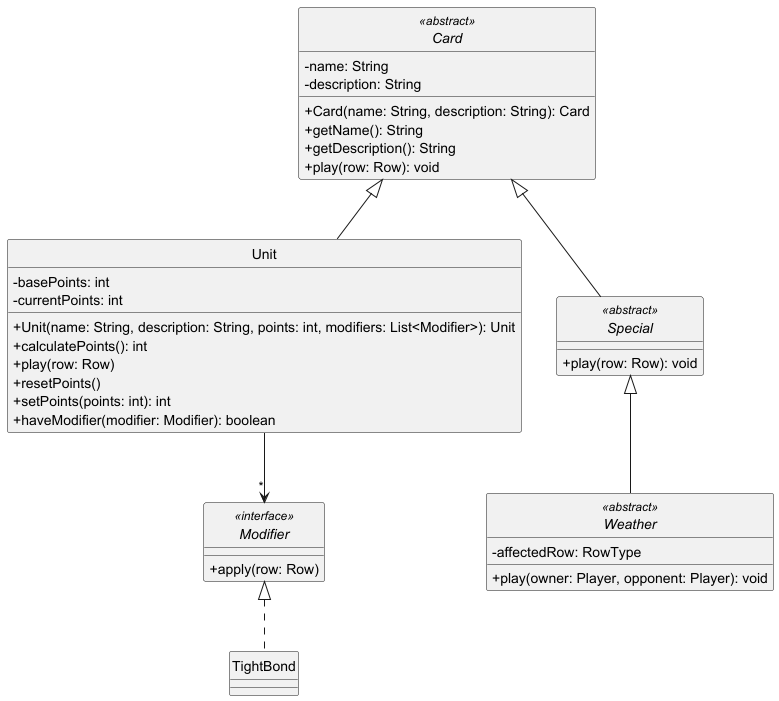 «abstract»
Card
-name: String
-description: String
+Card(name: String, description: String): Card
+getName(): String
+getDescription(): String
+play(row: Row): void
Unit
-basePoints: int
-currentPoints: int
+Unit(name: String, description: String, points: int, modifiers: List<Modifier>): Unit
+calculatePoints(): int
+play(row: Row)
+resetPoints()
+setPoints(points: int): int
+haveModifier(modifier: Modifier): boolean
«abstract»
Special
+play(row: Row): void
*
«interface»
Modifier
+apply(row: Row)
«abstract»
Weather
-affectedRow: RowType
+play(owner: Player, opponent: Player): void
TightBond